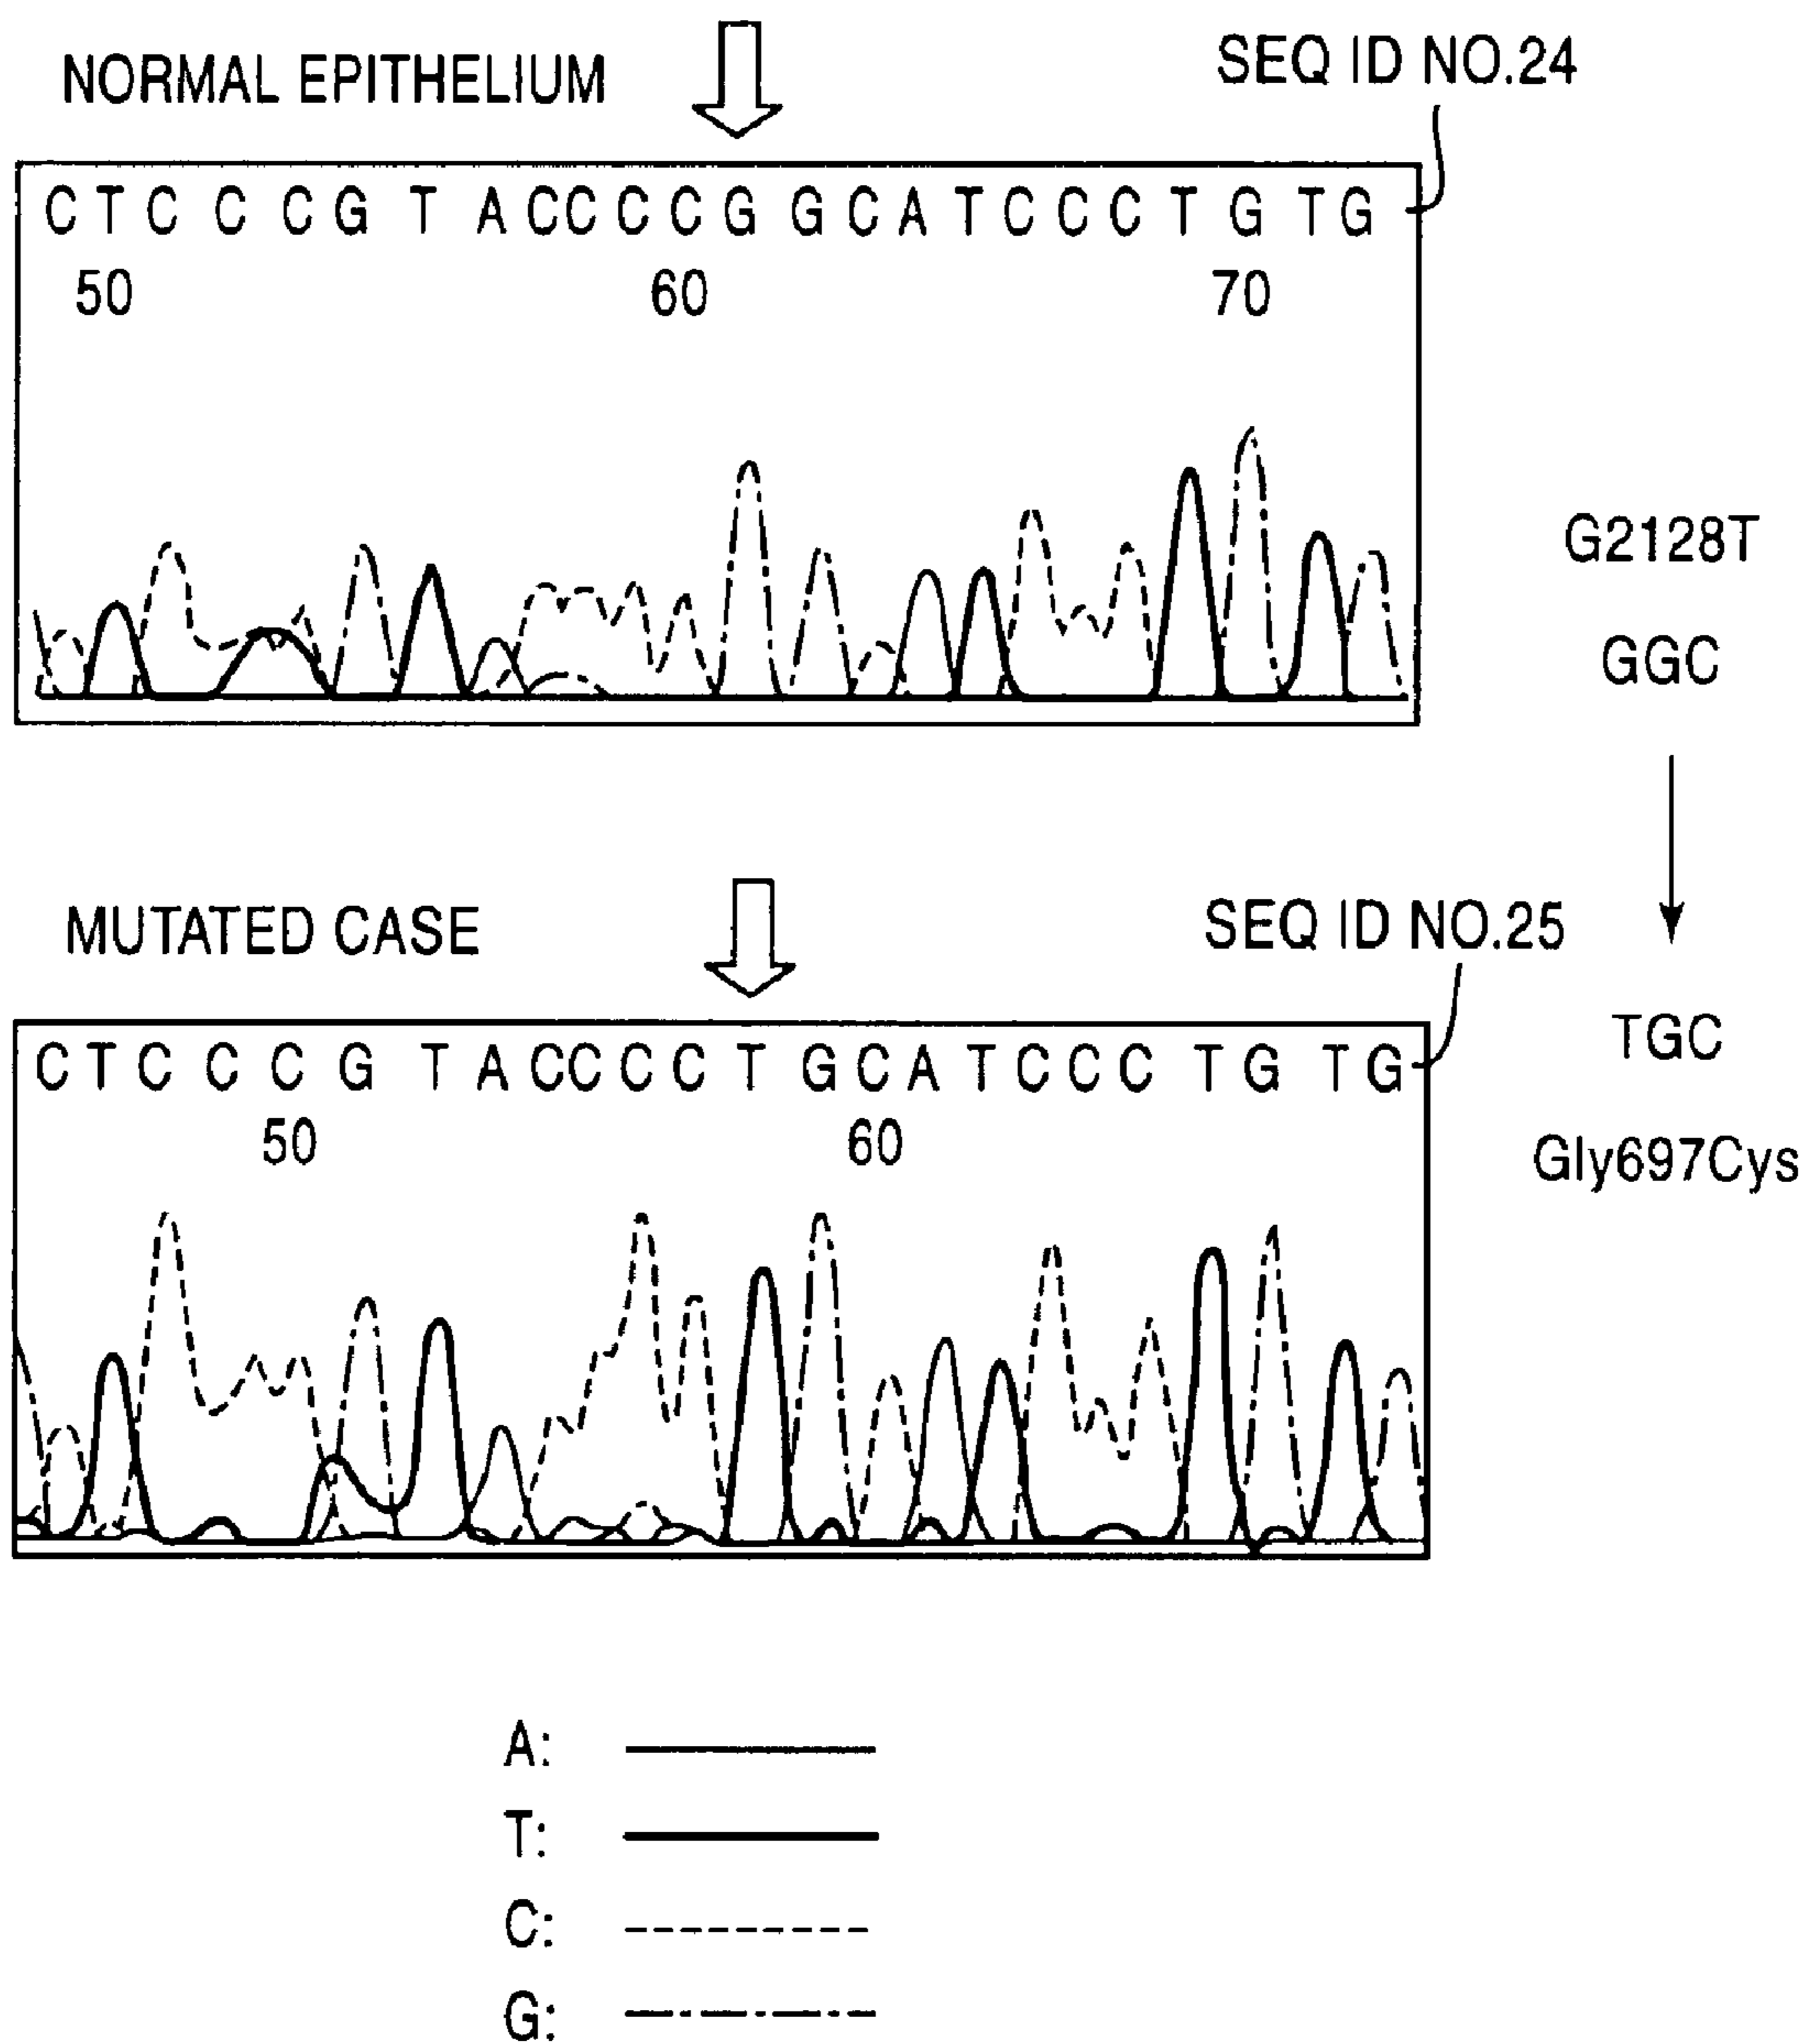 NORMAL EPITHELIUM
SEQ ID NO.24
C T C C C G T A C C C C G G C A T C C C T G T G
50 60 70
G2128T
GGC
MUTATED CASE
SEQ ID NO.25
C T C C C G T A C C C C T G C A T C C C T G T G
50 60
TGC
Gly697Cys
A:
T:
C:
G: